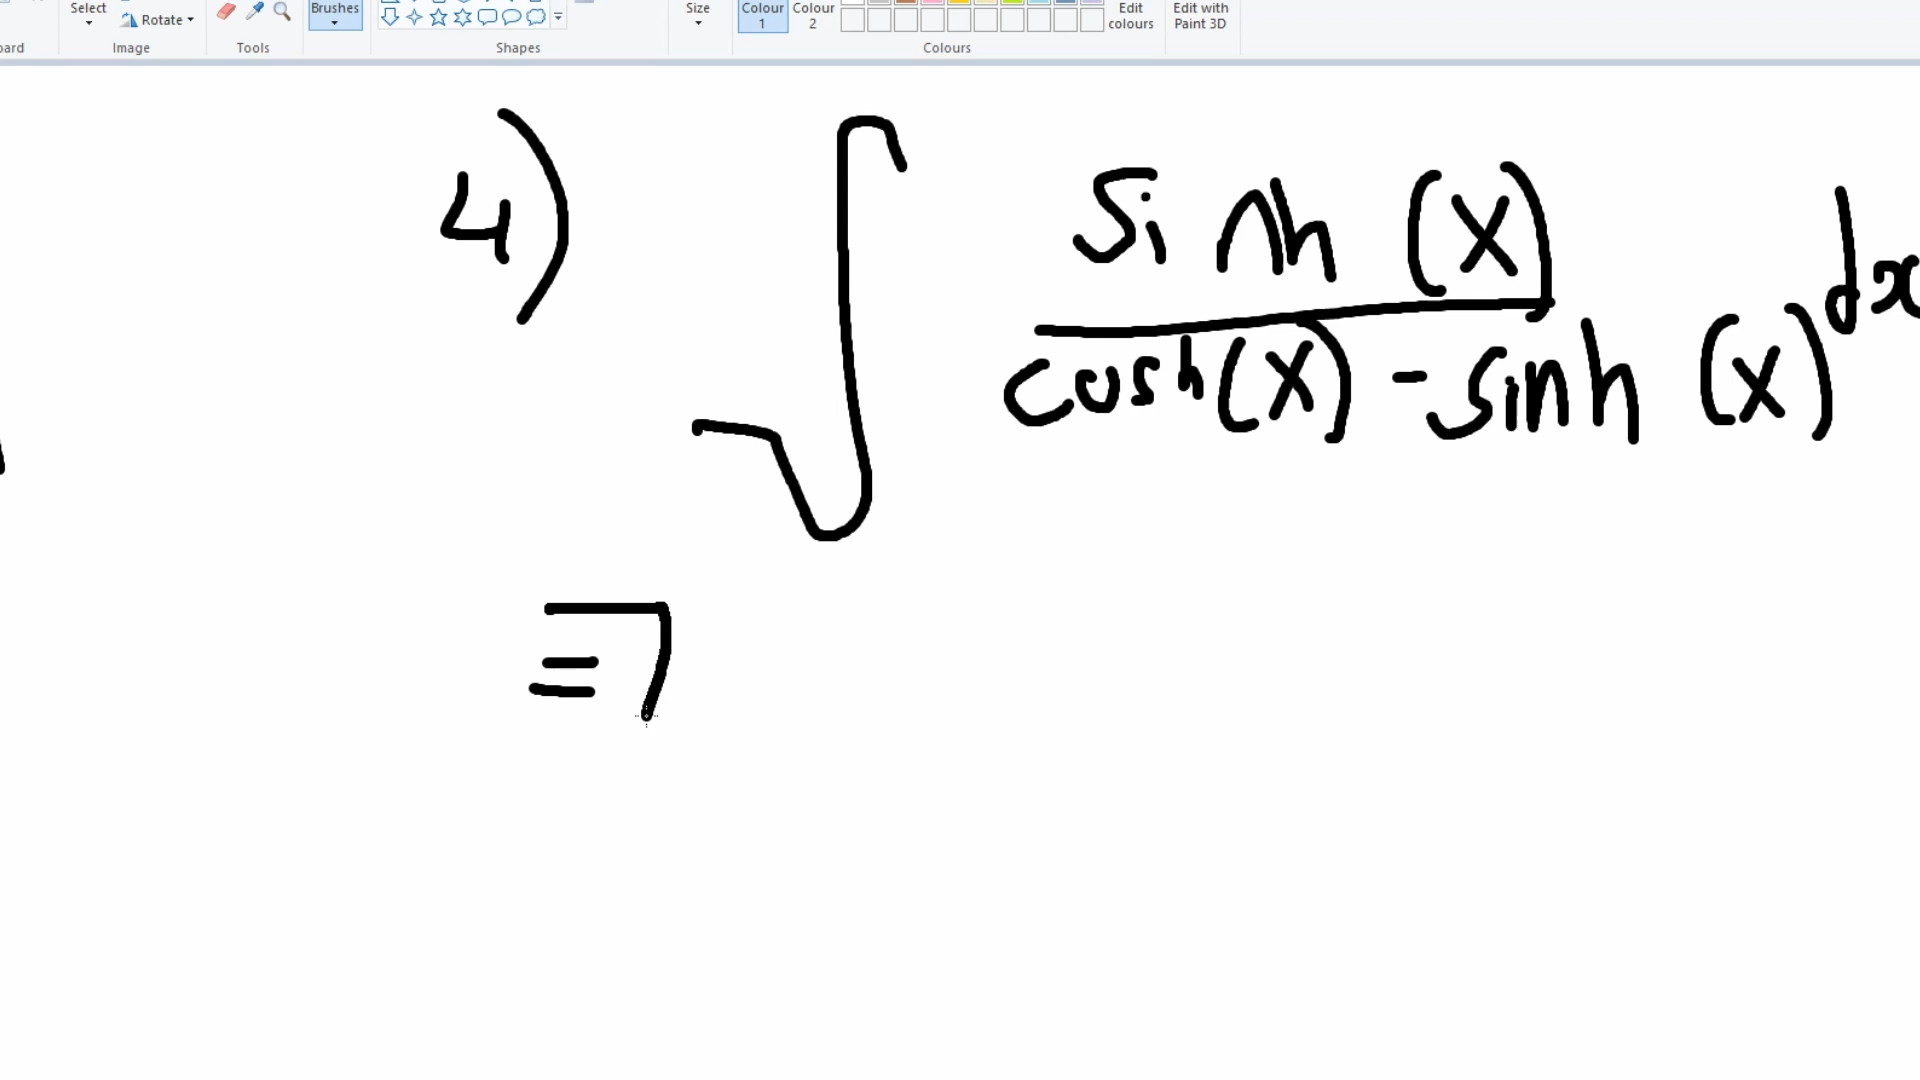 Select
Rotate
Brushes
Size
Colour 1
Colour 2
Edit colours
Edit with Paint 3D
Image
Tools
Shapes
Colours
4) ∫ sinh (x)
cosh(x) - sinh (x) dx
= 7